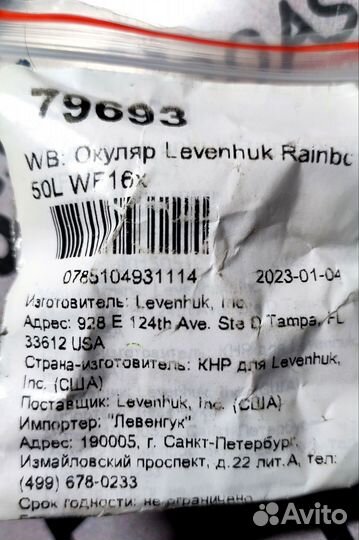 79693
WB: Окуляр Levenhuk Rainbo
50L WF16x
0785104931114 2023-01-04
Изготовитель: Levenhuk, Inc.
Адрес: 928 E 124th Ave. Ste D Tampa, FL
33612 USA
Страна-изготовитель: КНР для Levenhuk,
Inc. (США)
Поставщик: Levenhuk, Inc. (США)
Импортер: "Левенгук"
Адрес: 190005, г. Санкт-Петербург,
Измайловский проспект, д.22 лит.А, тел:
(499) 678-0233
Срок годности: не ограничено
Avito